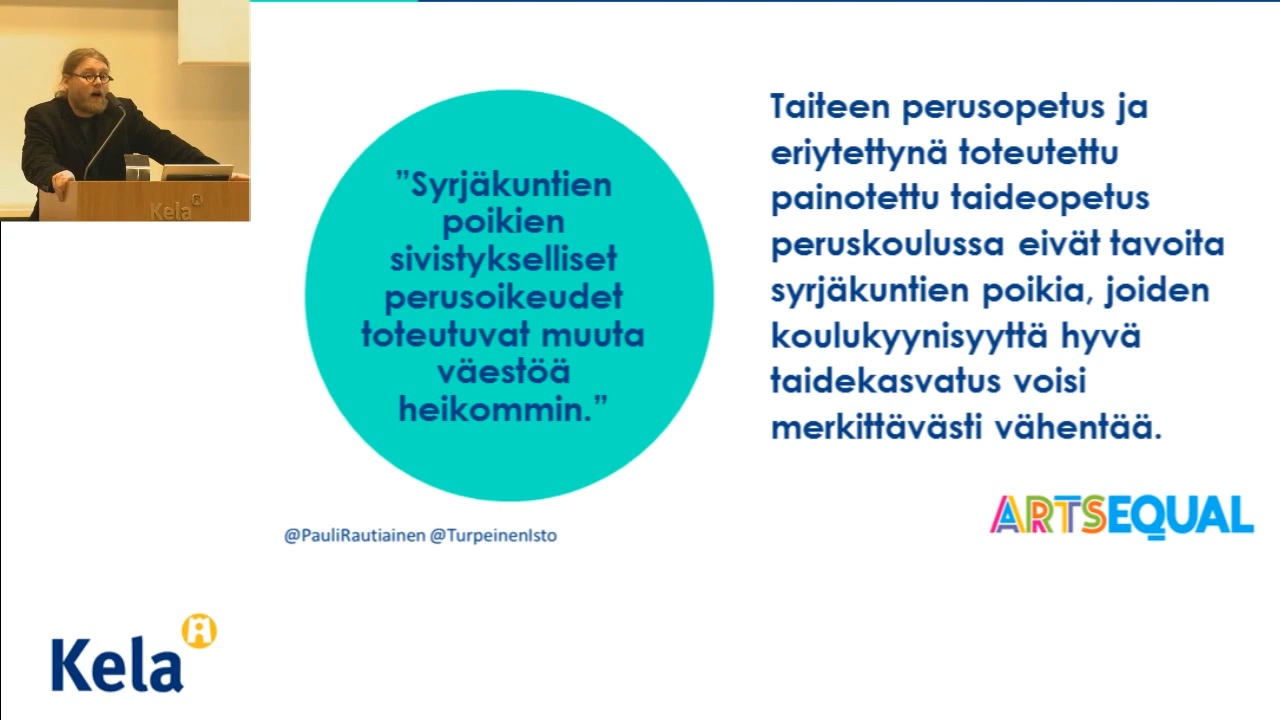 Kela
"Syrjäkuntien
poikien
sivistykselliset
perusoikeudet
toteutuvat muuta
väestöä
heikommin."
Taiteen perusopetus ja
eriytettynä toteutettu
painotettu taideopetus
peruskoulussa eivät tavoita
syrjäkuntien poikia, joiden
koulukyynisyyttä hyvä
taidekasvatus voisi
merkittävästi vähentää.
ARTSEQUAL
@PauliRautiainen @TurpeinenIsto
Kela